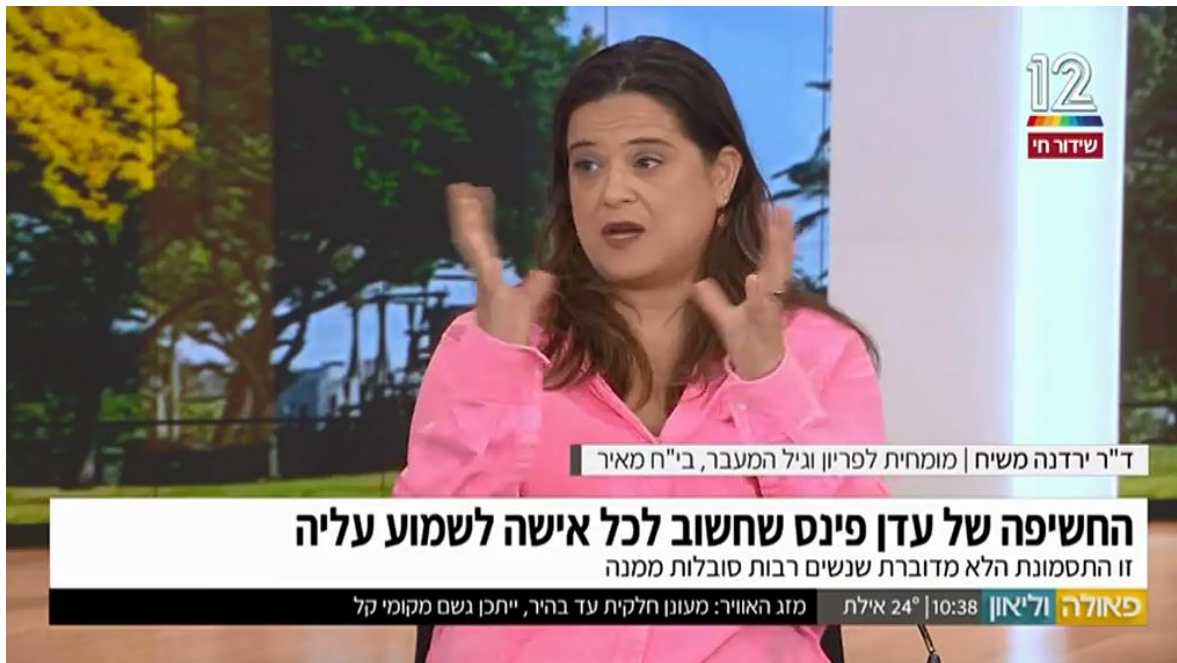 12
שידור חי
ד"ר ירדנה משיח | מומחית לפריון וגיל המעבר, בי"ח מאיר
החשיפה של עדן פינס שחשוב לכל אישה לשמוע עליה
זו התסמונת הלא מדוברת שנשים רבות סובלות ממנה
פאולה וליאון 10:38 | 24° אילת מזג האוויר: מעונן חלקית עד בהיר, ייתכן גשם מקומי קל